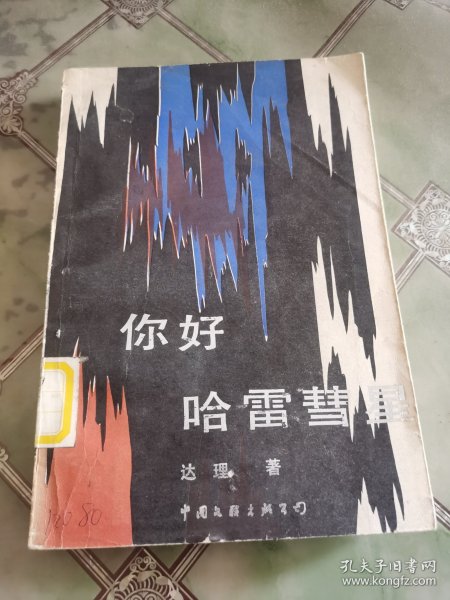 你好
哈雷彗星
达理 著
中国文联出版公司
孔夫子旧书网
www.kongfz.com